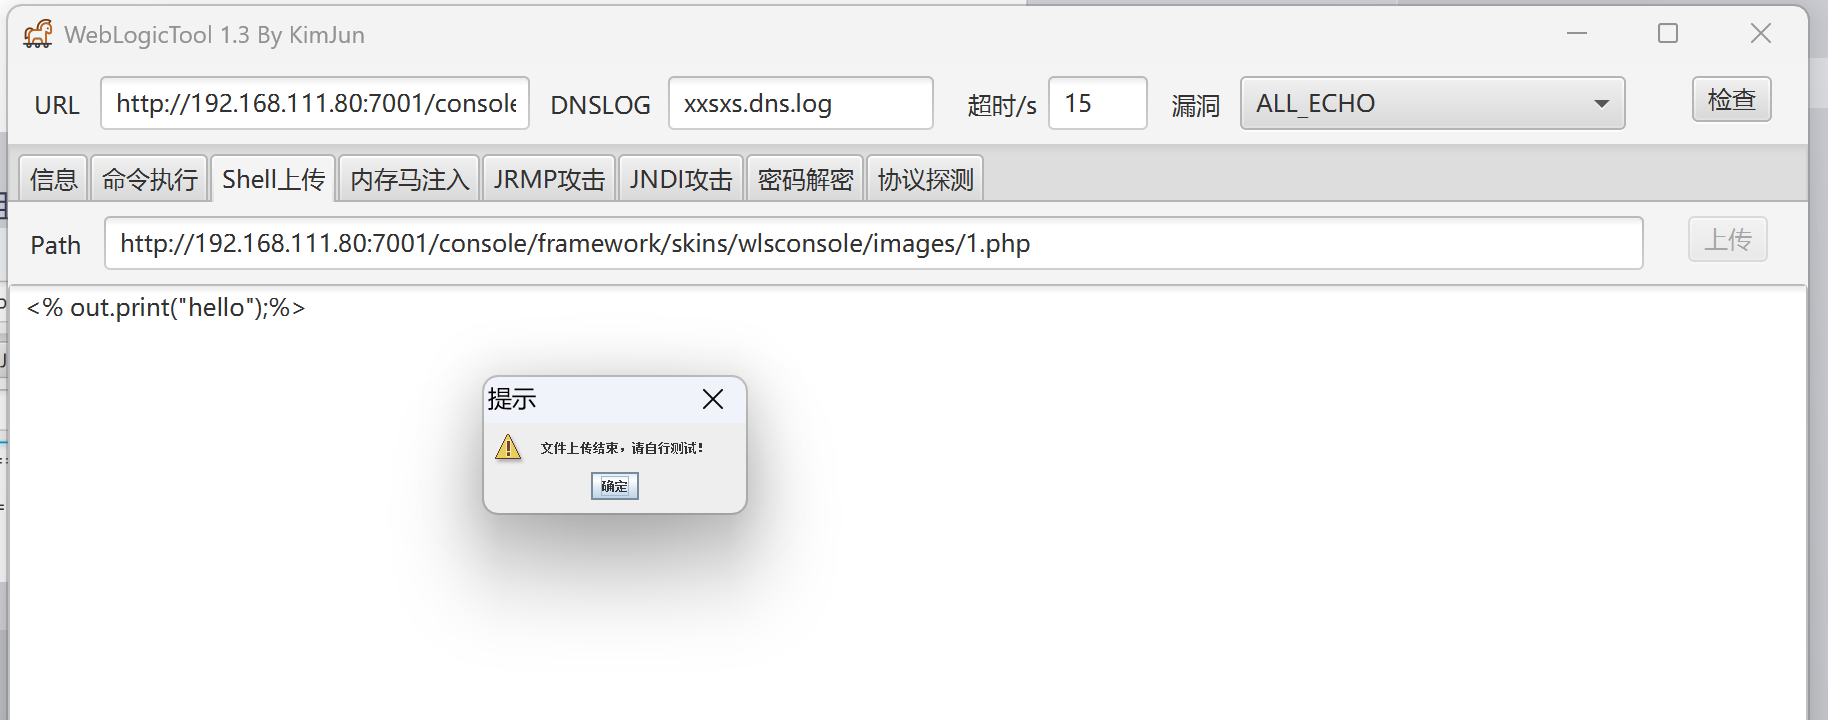 WebLogicTool 1.3 By KimJun
URL http://192.168.111.80:7001/console DNSLOG xxsxs.dns.log 超时/s 15 漏洞 ALL_ECHO 检查
信息 命令执行 Shell上传 内存马注入 JRMP攻击 JNDI攻击 密码解密 协议探测
Path http://192.168.111.80:7001/console/framework/skins/wlsconsole/images/1.php 上传
<% out.print("hello");%>
提示
文件上传结束，请自行测试！
确定